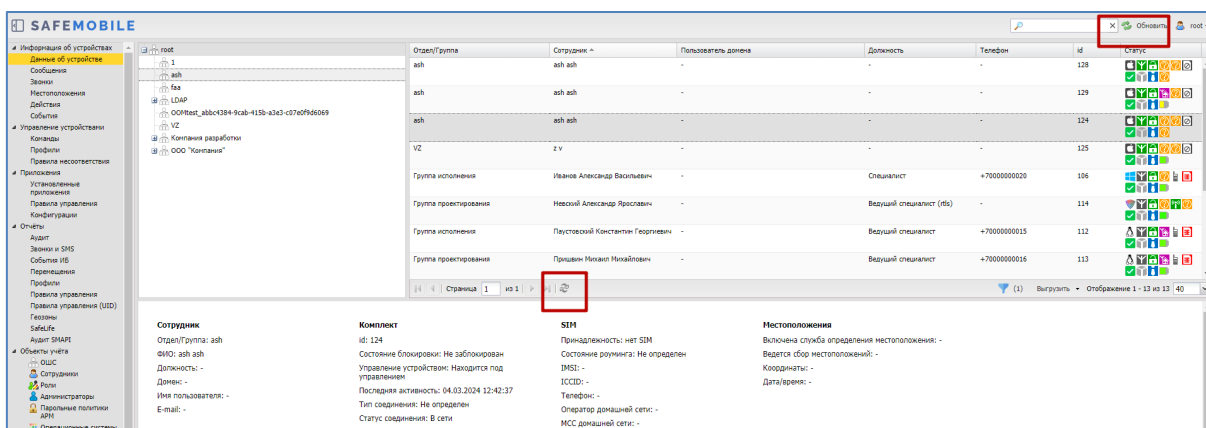 SAFEMOBILE
Обновить root
Информация об устройствах
Данные об устройстве
Сообщения
Звонки
Местоположения
Действия
События
Управление устройствами
Команды
Профили
Правила несоответствия
Приложения
Установленные
приложения
Правила управления
Конфигурации
Отчёты
Аудит
Звонки и SMS
События ИБ
Перемещения
Профили
Правила управления
Правила управления (UID)
Геозоны
SafeLife
Аудит SMAPI
Объекты учёта
ОШС
Сотрудники
Роли
Администраторы
Парольные политики
АРМ
Операционные системы
root
1
ash
faa
LDAP
OOMtest_abbc4384-9cab-415b-a3e3-c07e0f9d6069
VZ
Компания разработки
ООО "Компания"
Отдел/Группа Сотрудник Пользователь домена Должность Телефон id Статус
ash ash ash - - - 128
ash ash ash - - - 129
ash ash ash - - - 124
VZ z v - - - 125
Группа исполнения Иванов Александр Васильевич - Специалист +70000000020 106
Группа проектирования Невский Александр Ярославич - Ведущий специалист (rtls) - 114
Группа исполнения Паустовский Константин Георгиевич - Ведущий специалист +70000000015 112
Группа проектирования Пришвин Михаил Михайлович - Ведущий специалист +70000000016 113
Страница 1 из 1 (1) Выгрузить Отображение 1 - 13 из 13 40
Сотрудник
Отдел/Группа: ash
ФИО: ash ash
Должность: -
Домен: -
Имя пользователя: -
E-mail: -
Комплект
id: 124
Состояние блокировки: Не заблокирован
Управление устройством: Находится под
управлением
Последняя активность: 04.03.2024 12:42:37
Тип соединения: Не определен
Статус соединения: В сети
SIM
Принадлежность: нет SIM
Состояние роуминга: Не определен
IMSI: -
ICCID: -
Телефон: -
Оператор домашней сети: -
MCC домашней сети: -
Местоположения
Включена служба определения местоположения: -
Ведется сбор местоположений: -
Координаты: -
Дата/время: -